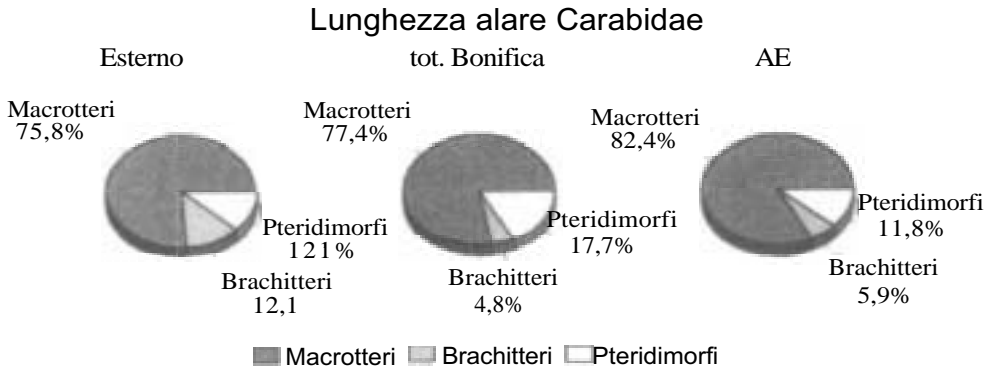 Lunghezza alare Carabidae
Esterno
tot. Bonifica
AE
Macrotteri
75,8%
Pteridimorfi
121%
Brachitteri
12,1
Macrotteri
77,4%
Pteridimorfi
17,7%
Brachitteri
4,8%
Macrotteri
82,4%
Pteridimorfi
11,8%
Brachitteri
5,9%
Macrotteri Brachitteri Pteridimorfi